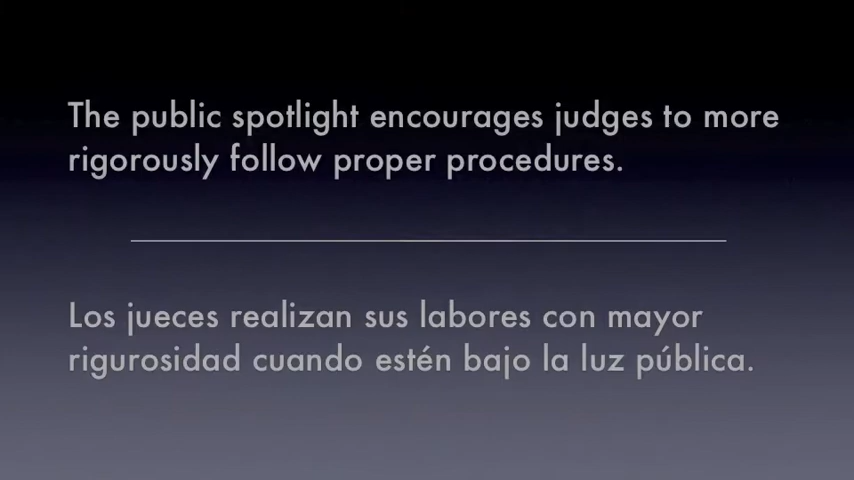 The public spotlight encourages judges to more
rigorously follow proper procedures.
Los jueces realizan sus labores con mayor
rigurosidad cuando estén bajo la luz pública.